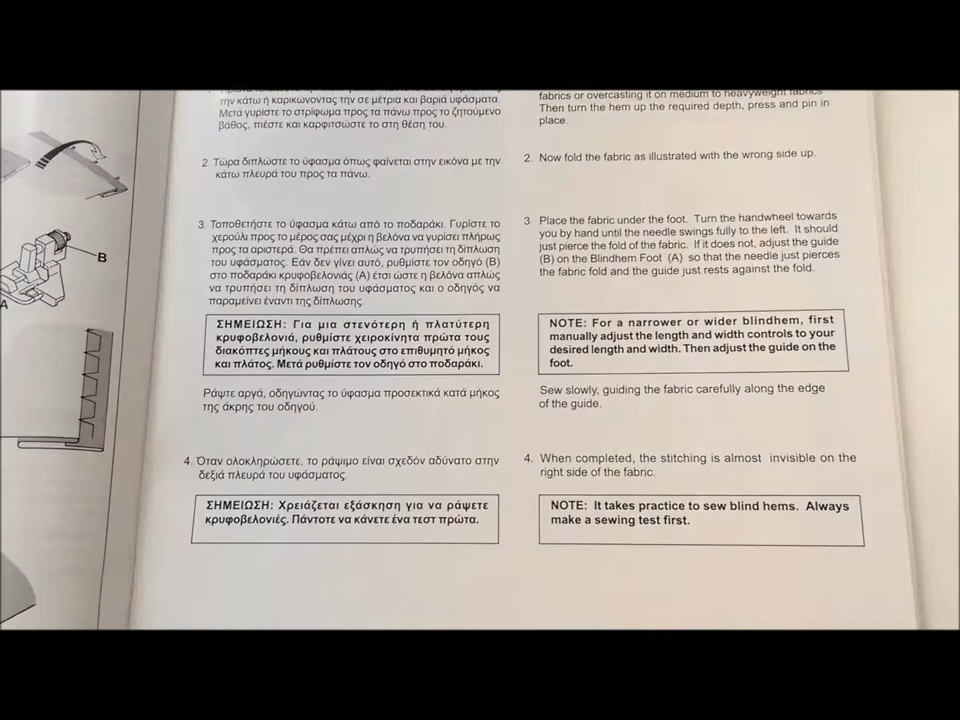 την κάτω ή καρικώνοντας την σε μέτρια και βαριά υφάσματα.
Μετά γυρίστε το στρίφωμα προς τα πάνω προς το ζητούμενο
βάθος, πιέστε και καρφιτσώστε το στη θέση του.
2. Τώρα διπλώστε το ύφασμα όπως φαίνεται στην εικόνα με την
κάτω πλευρά του προς τα πάνω.
3. Τοποθετήστε το ύφασμα κάτω από το ποδαράκι. Γυρίστε το
χερούλι προς το μέρος σας μέχρι η βελόνα να γυρίσει πλήρως
προς τα αριστερά. Θα πρέπει απλώς να τρυπήσει τη δίπλωση
του υφάσματος. Εάν δεν γίνει αυτό, ρυθμίστε τον οδηγό (Β)
στο ποδαράκι κρυφοβελονιάς (Α) έτσι ώστε η βελόνα απλώς
να τρυπήσει τη δίπλωση του υφάσματος και ο οδηγός να
παραμείνει έναντι της δίπλωσης.
ΣΗΜΕΙΩΣΗ: Για μια στενότερη ή πλατύτερη
κρυφοβελονιά, ρυθμίστε χειροκίνητα πρώτα τους
διακόπτες μήκους και πλάτους στο επιθυμητό μήκος
και πλάτος. Μετά ρυθμίστε τον οδηγό στο ποδαράκι.
Ράψτε αργά, οδηγώντας το ύφασμα προσεκτικά κατά μήκος
της άκρης του οδηγού.
4. Όταν ολοκληρώσετε, το ράψιμο είναι σχεδόν αδύνατο στην
δεξιά πλευρά του υφάσματος.
ΣΗΜΕΙΩΣΗ: Χρειάζεται εξάσκηση για να ράψετε
κρυφοβελονιές. Πάντοτε να κάνετε ένα τεστ πρώτα.
fabrics or overcasting it on medium to heavyweight fabrics
Then turn the hem up the required depth, press and pin in
place.
2. Now fold the fabric as illustrated with the wrong side up.
3. Place the fabric under the foot. Turn the handwheel towards
you by hand until the needle swings fully to the left. It should
just pierce the fold of the fabric. If it does not, adjust the guide
(B) on the Blindhem Foot (A) so that the needle just pierces
the fabric fold and the guide just rests against the fold.
NOTE: For a narrower or wider blindhem, first
manually adjust the length and width controls to your
desired length and width. Then adjust the guide on the
foot.
Sew slowly, guiding the fabric carefully along the edge
of the guide.
4. When completed, the stitching is almost invisible on the
right side of the fabric.
NOTE: It takes practice to sew blind hems. Always
make a sewing test first.
B
A